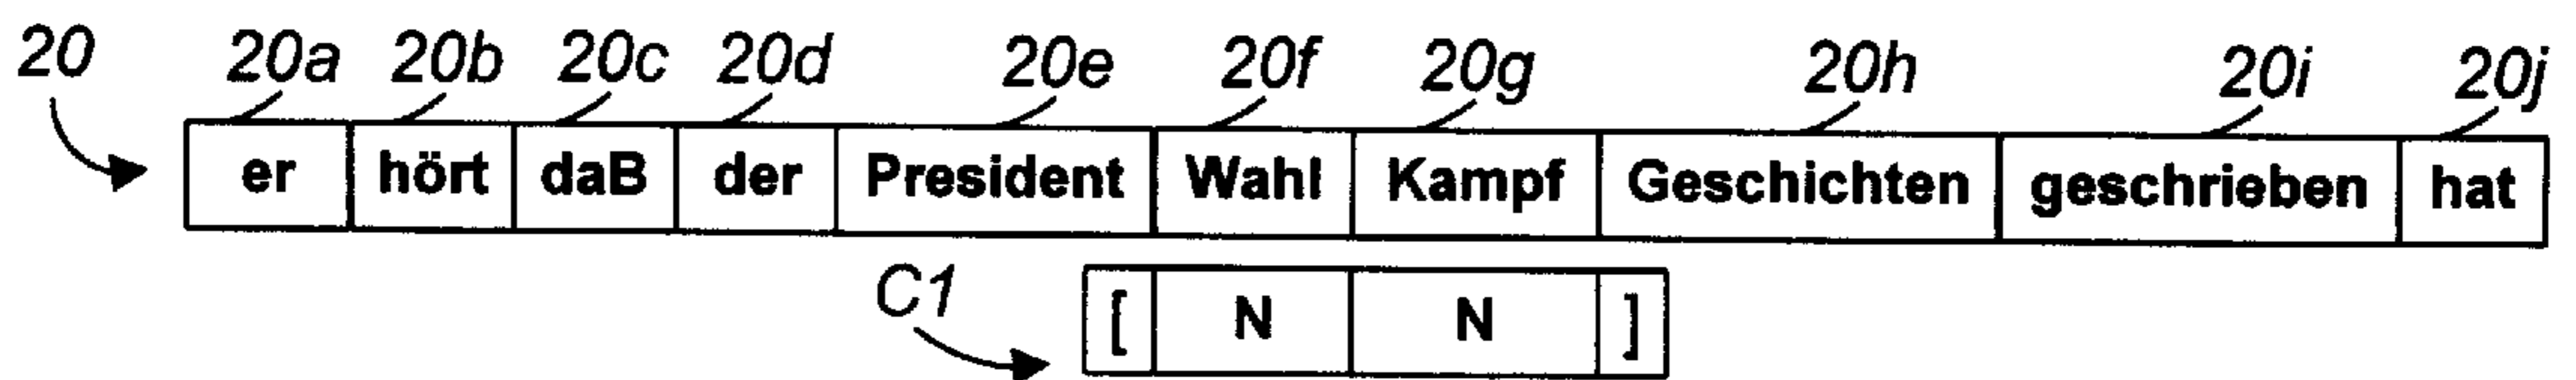 20 20a 20b 20c 20d 20e 20f 20g 20h 20i 20j
er hört daB der President Wahl Kampf Geschichten geschrieben hat
C1 [ N N ]